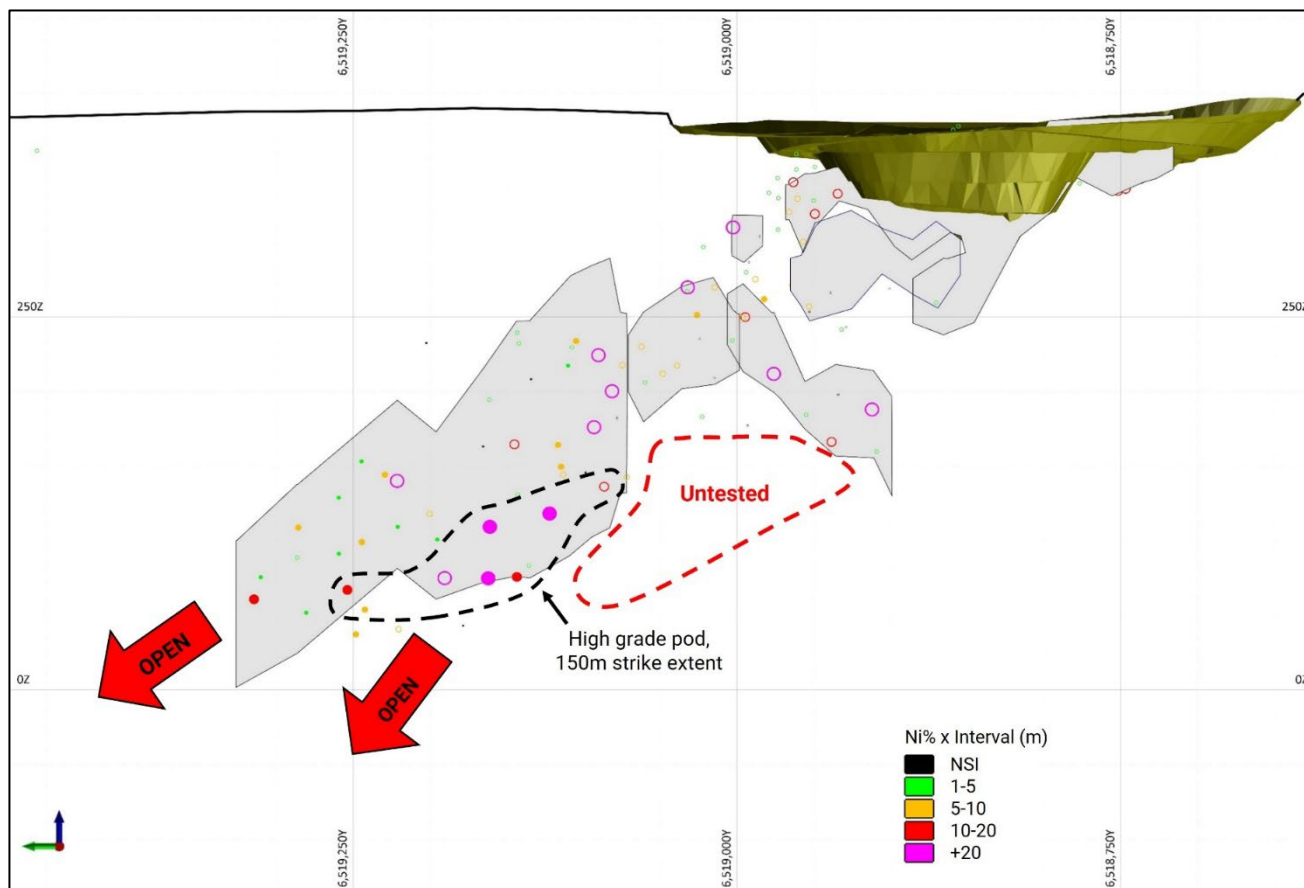 6,519,250Y
6,519,000Y
6,518,750Y
250Z
250Z
Untested
High grade pod,
150m strike extent
OPEN
OPEN
0Z
0Z
Ni% x Interval (m)
NSI
1-5
5-10
10-20
+20
6,519,250Y
6,519,000Y
6,518,750Y